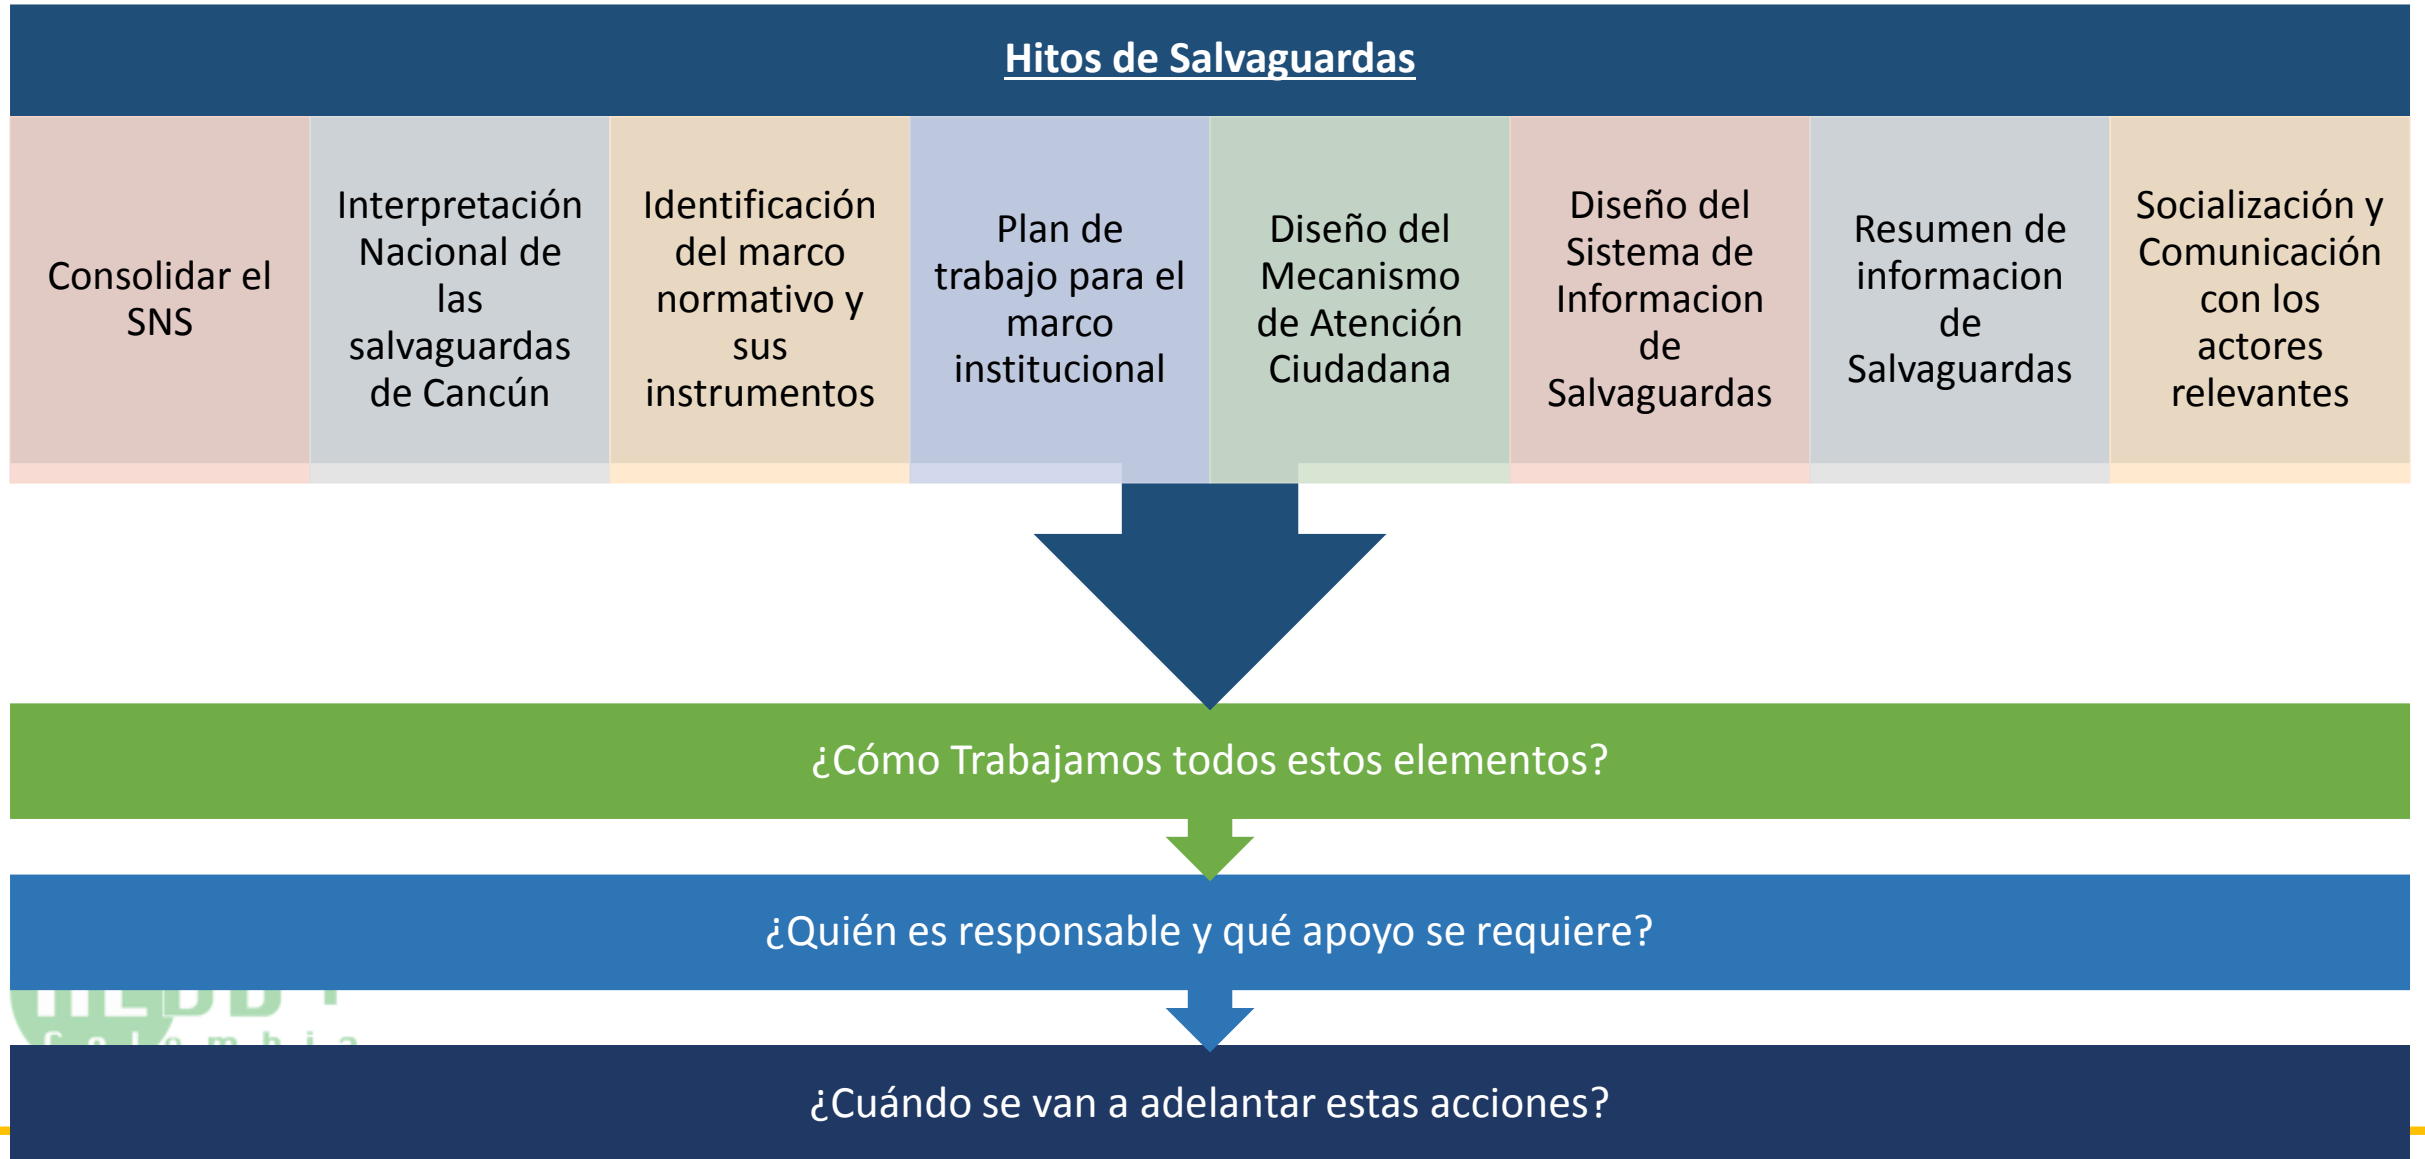 Hitos de Salvaguardas
Consolidar el
SNS
Interpretación
Nacional de
las
salvaguardas
de Cancún
Identificación
del marco
normativo y
sus
instrumentos
Plan de
trabajo para el
marco
institucional
Diseño del
Mecanismo
de Atención
Ciudadana
Diseño del
Sistema de
Informacion
de
Salvaguardas
Resumen de
informacion
de
Salvaguardas
Socialización y
Comunicación
con los
actores
relevantes
¿Cómo Trabajamos todos estos elementos?
¿Quién es responsable y qué apoyo se requiere?
¿Cuándo se van a adelantar estas acciones?